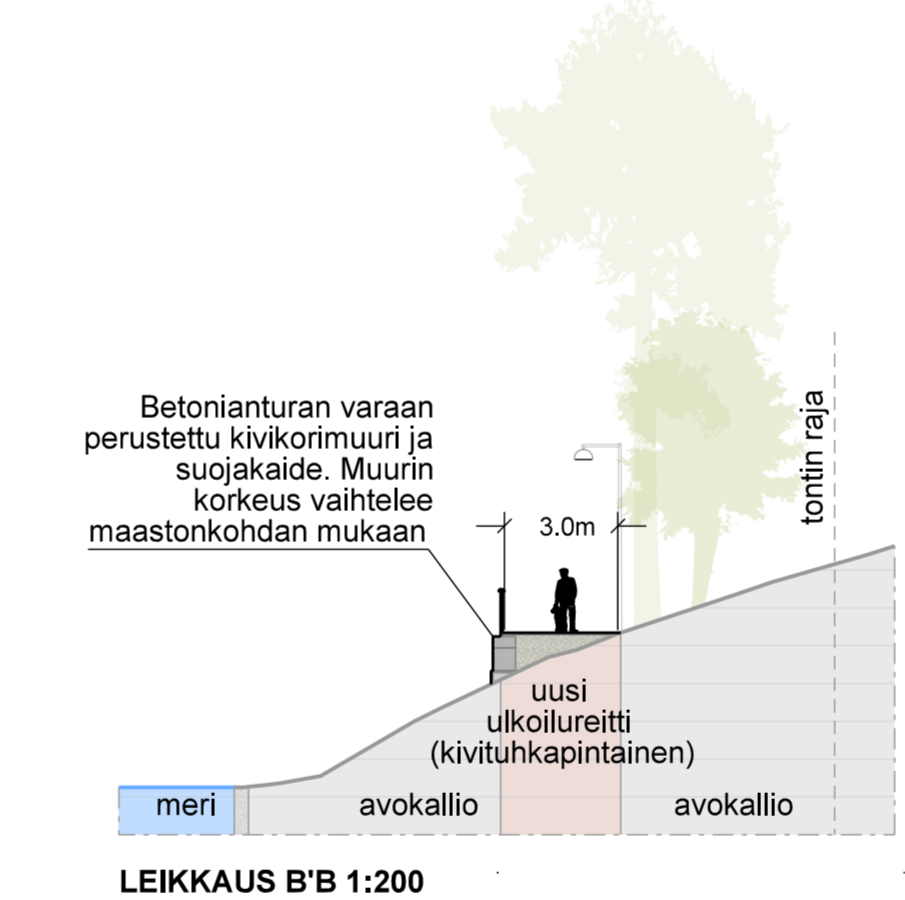 Betonianturan varaan
perustettu kivikorimuuri ja
suojakaide. Muurin
korkeus vaihtelee
maastonkohdan mukaan
3.0m
tontin raja
uusi
ulkoilureitti
(kivituhkapintainen)
meri
avokallio
avokallio
LEIKKAUS B'B 1:200